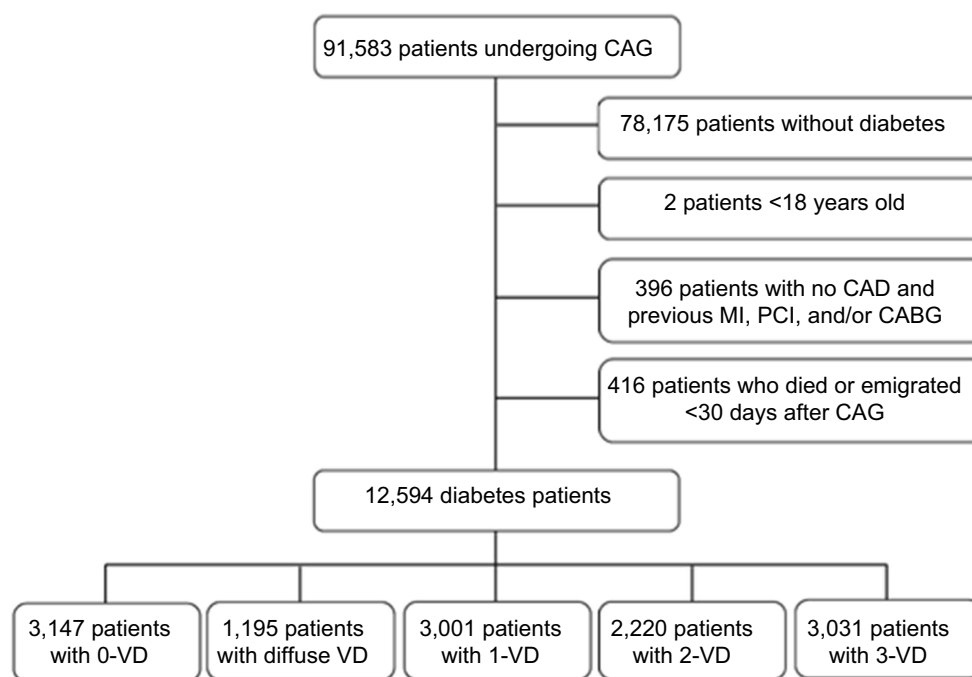 91,583 patients undergoing CAG
78,175 patients without diabetes
2 patients <18 years old
396 patients with no CAD and
previous MI, PCI, and/or CABG
416 patients who died or emigrated
<30 days after CAG
12,594 diabetes patients
3,147 patients
with 0-VD
1,195 patients
with diffuse VD
3,001 patients
with 1-VD
2,220 patients
with 2-VD
3,031 patients
with 3-VD